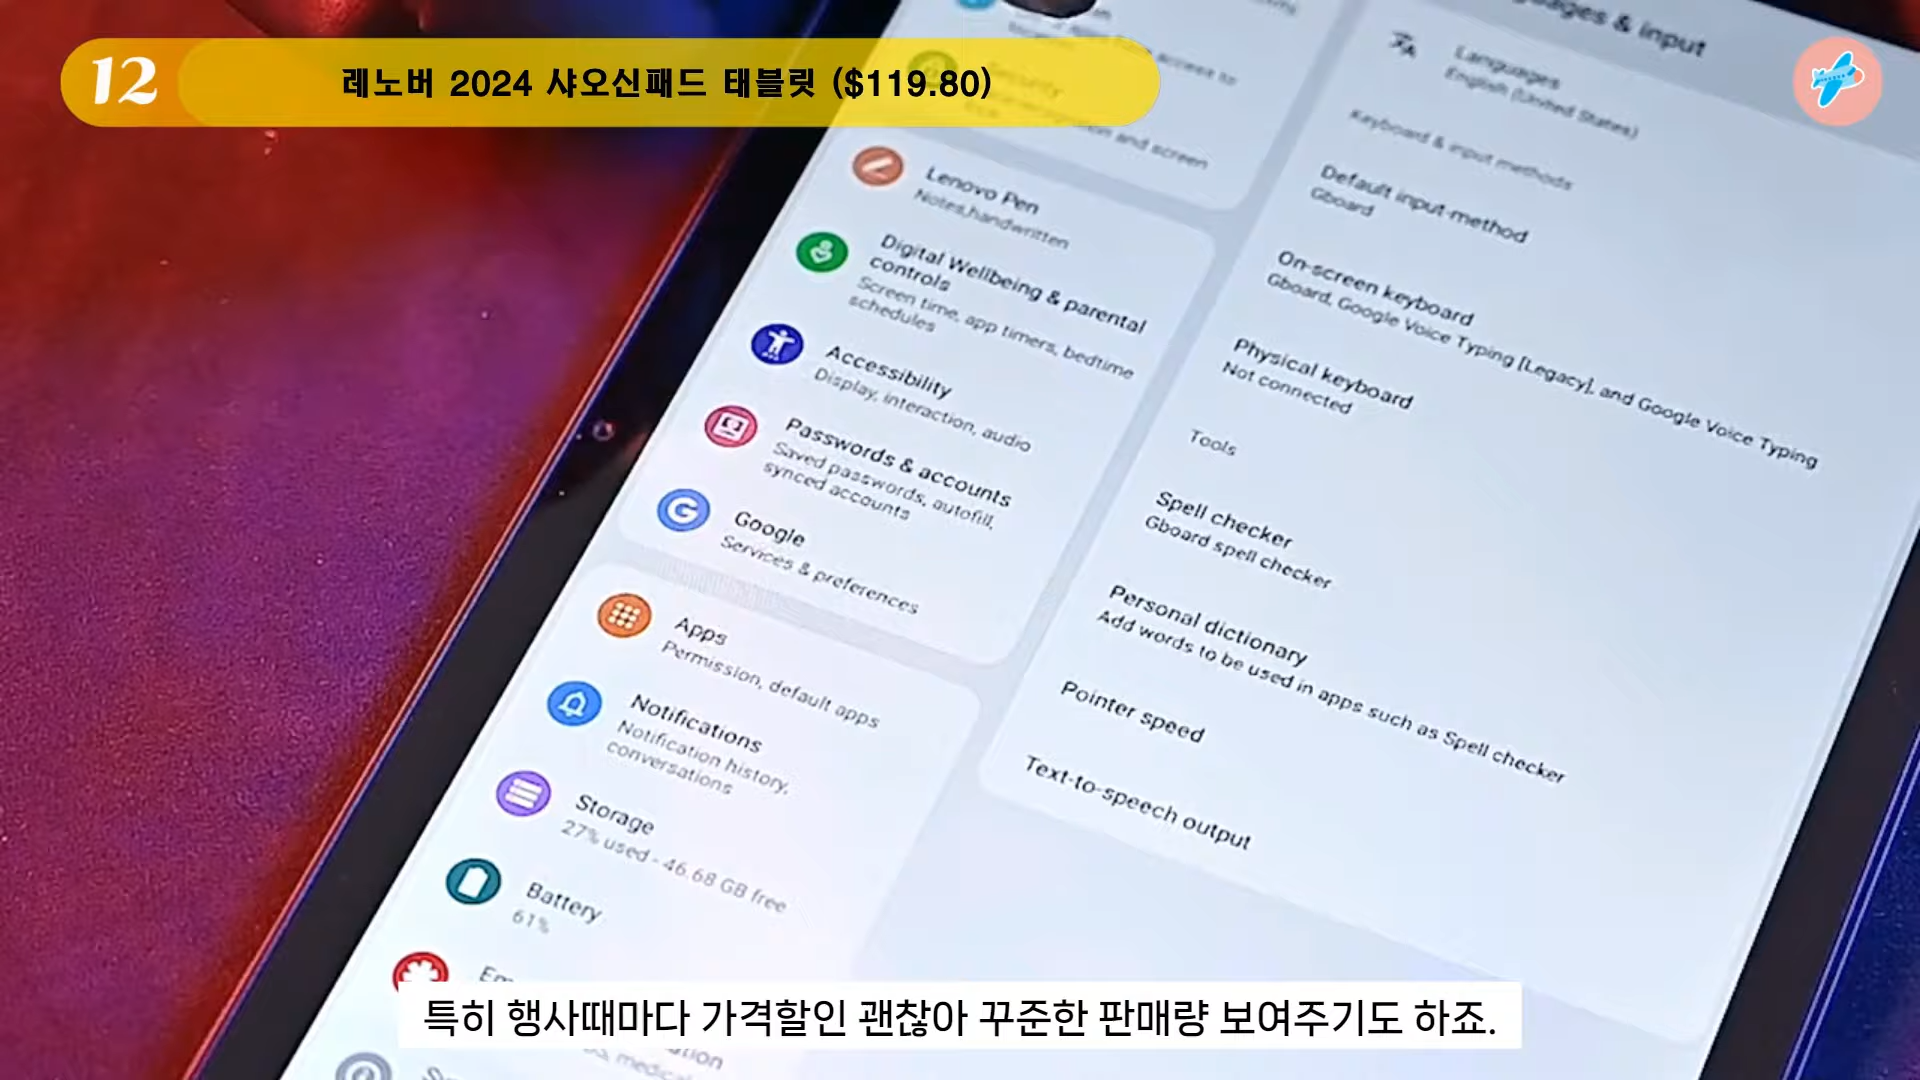 12
레노버 2024 샤오신패드 태블릿 ($119.80)
access to
Security
and screen
Lenovo Pen
Notes,handwritten
Digital Wellbeing & parental
controls
Screen time, app timers, bedtime
schedules
Accessibility
Display, interaction, audio
Passwords & accounts
Saved passwords, autofill,
synced accounts
Google
Services & preferences
Apps
Permission, default apps
Notifications
Notification history,
conversations
Storage
27% used - 46.68 GB free
Battery
61%
& input
Languages
English (United States)
Keyboard & input methods
Default input method
Gboard
On-screen keyboard
Gboard, Google Voice Typing [Legacy], and Google Voice Typing
Physical keyboard
Not connected
Tools
Spell checker
Gboard spell checker
Personal dictionary
Add words to be used in apps such as Spell checker
Pointer speed
Text-to-speech output
특히 행사때마다 가격할인 괜찮아 꾸준한 판매량 보여주기도 하죠.